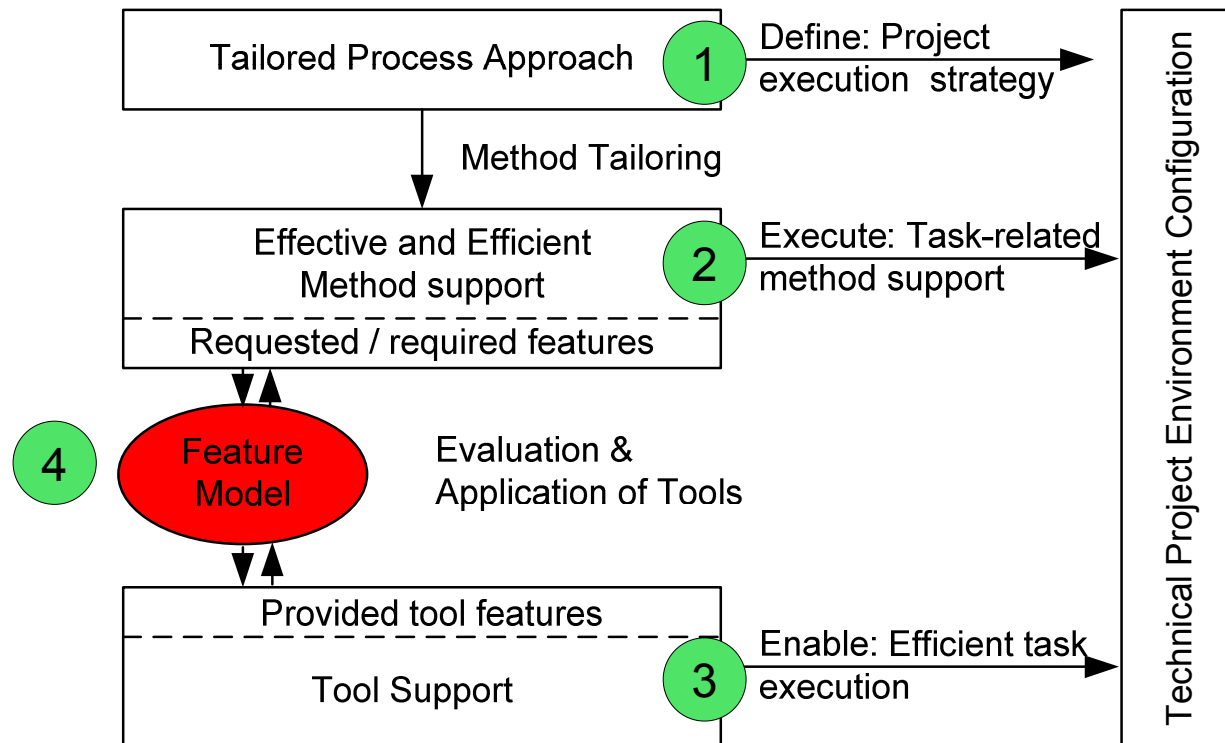 Tailored Process Approach
1
Define: Project
execution strategy
Method Tailoring
Effective and Efficient
Method support
2
Execute: Task-related
method support
Requested / required features
4
Feature
Model
Evaluation &
Application of Tools
Provided tool features
Tool Support
3
Enable: Efficient task
execution
Technical Project Environment Configuration